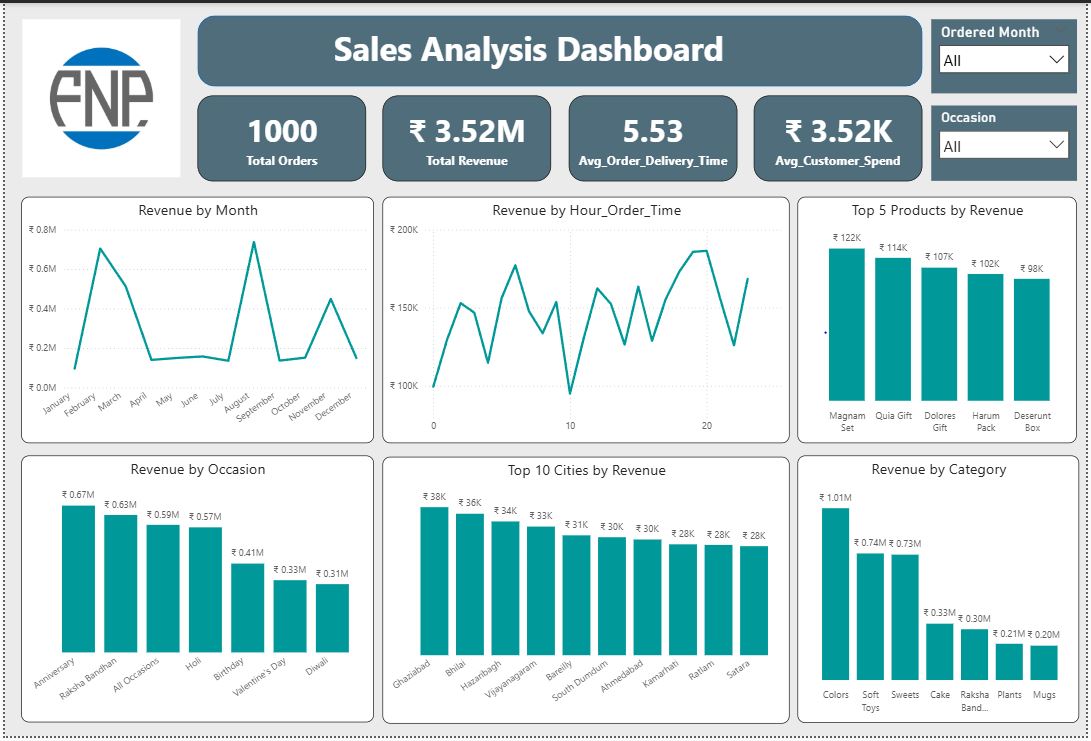 FNP.
Sales Analysis Dashboard
Ordered Month
All
Occasion
All
1000
Total Orders
₹ 3.52M
Total Revenue
5.53
Avg_Order_Delivery_Time
₹ 3.52K
Avg_Customer_Spend
Revenue by Month
₹ 0.8M
₹ 0.6M
₹ 0.4M
₹ 0.2M
₹ 0.0M
January
February
March
April
May
June
July
August
September
October
November
December
Revenue by Hour_Order_Time
₹ 200K
₹ 150K
₹ 100K
0
10
20
Top 5 Products by Revenue
₹ 122K
₹ 114K
₹ 107K
₹ 102K
₹ 98K
Magnam
Set
Quia Gift
Dolores
Gift
Harum
Pack
Deserunt
Box
Revenue by Occasion
₹ 0.67M
₹ 0.63M
₹ 0.59M
₹ 0.57M
₹ 0.41M
₹ 0.33M
₹ 0.31M
Anniversary
Raksha Bandhan
All Occasions
Holi
Birthday
Valentine's Day
Diwali
Top 10 Cities by Revenue
₹ 38K
₹ 36K
₹ 34K
₹ 33K
₹ 31K
₹ 30K
₹ 30K
₹ 28K
₹ 28K
₹ 28K
Ghaziabad
Bhilai
Hazaribagh
Vijayanagaram
Bareilly
South Dumdum
Ahmedabad
Kamarhati
Ratlam
Satara
Revenue by Category
₹ 1.01M
₹ 0.74M
₹ 0.73M
₹ 0.33M
₹ 0.30M
₹ 0.21M
₹ 0.20M
Colors
Soft
Toys
Sweets
Cake
Raksha
Band...
Plants
Mugs